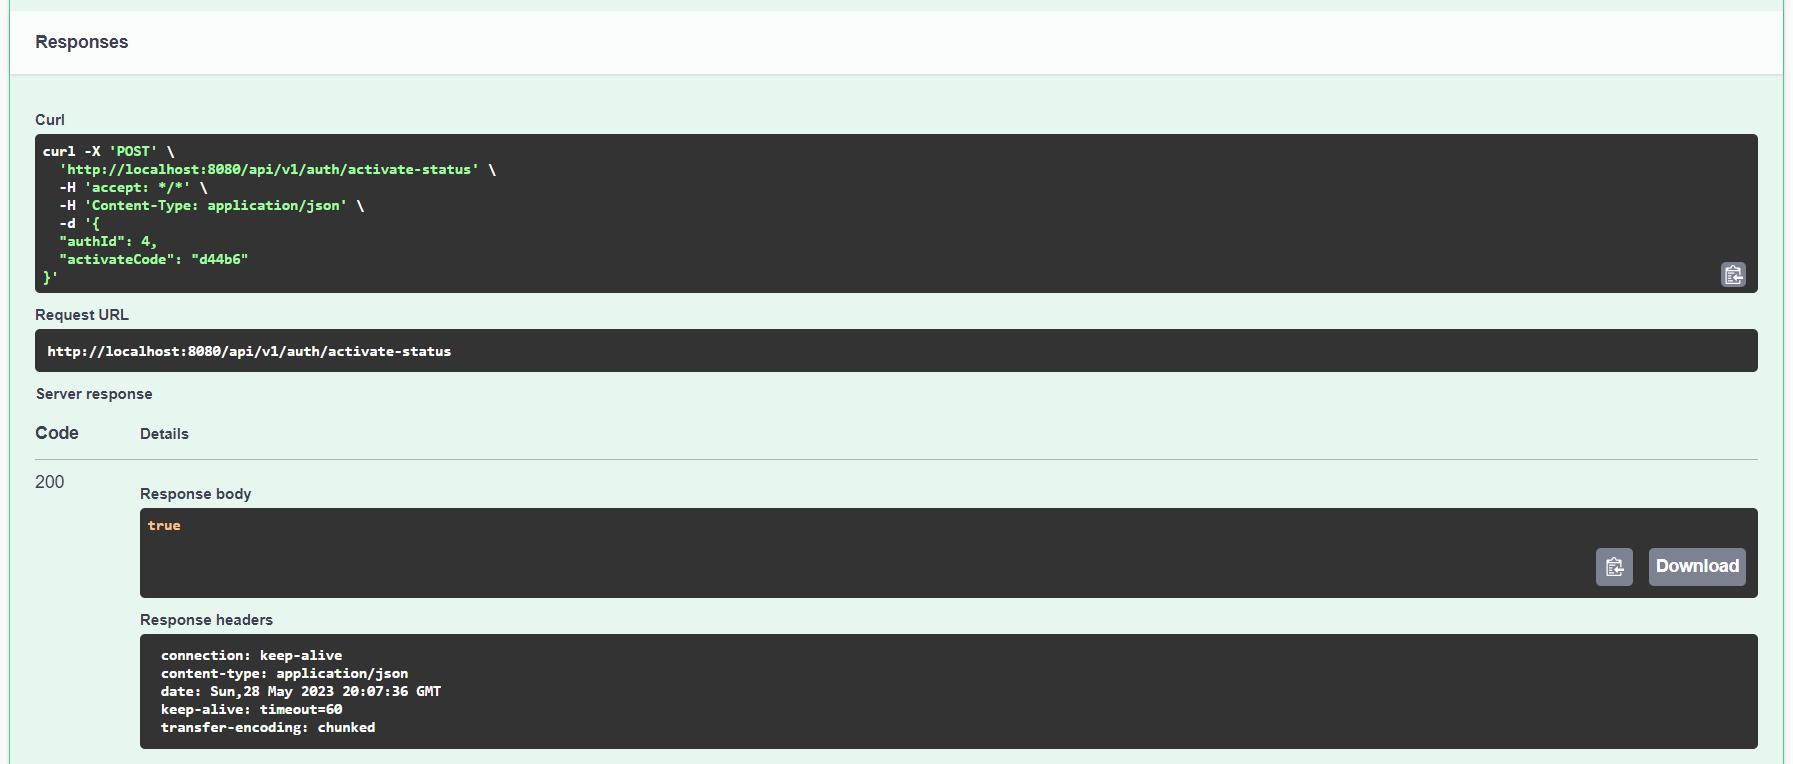 Responses
Curl
curl -X 'POST' \
  'http://localhost:8080/api/v1/auth/activate-status' \
  -H 'accept: */*' \
  -H 'Content-Type: application/json' \
  -d '{
  "authId": 4,
  "activateCode": "d44b6"
}'
Request URL
http://localhost:8080/api/v1/auth/activate-status
Server response
Code Details
200
Response body
true
Download
Response headers
connection: keep-alive
content-type: application/json
date: Sun,28 May 2023 20:07:36 GMT
keep-alive: timeout=60
transfer-encoding: chunked